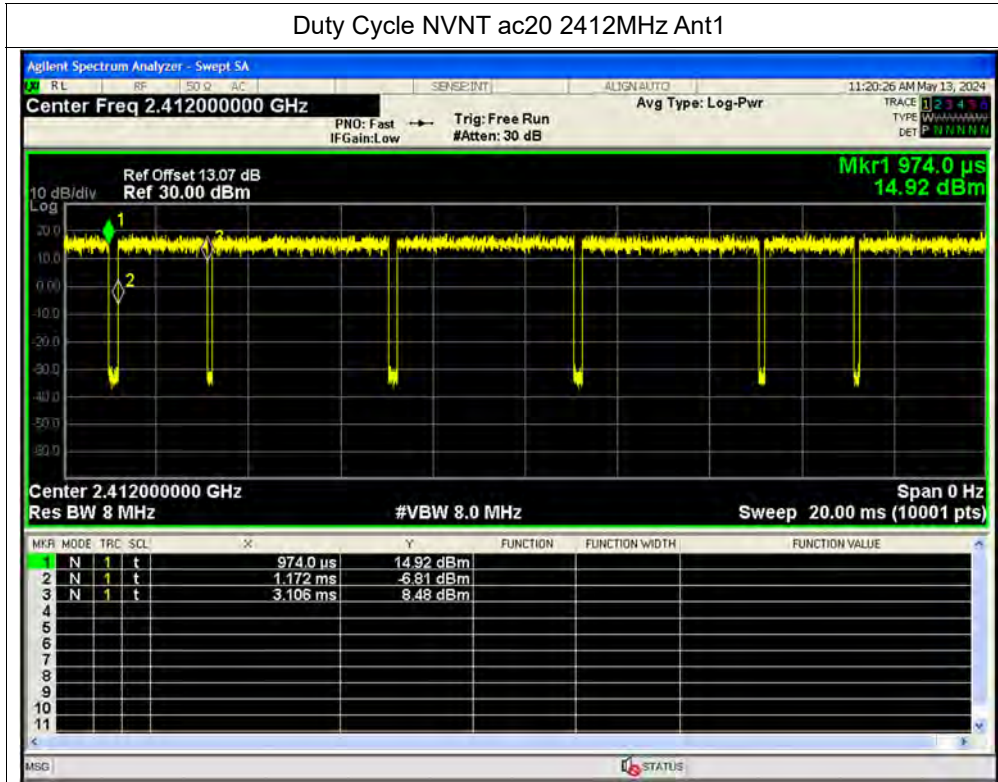 Duty Cycle NVNT ac20 2412MHz Ant1
Agilent Spectrum Analyzer - Swept SA
RL RF 50 Ω AC SENSE:INT ALIGN AUTO 11:20:26 AM May 13, 2024
Center Freq 2.412000000 GHz Avg Type: Log-Pwr TRACE 1 2 3 4 5 6
PNO: Fast Trig: Free Run TYPE W
IFGain:Low #Atten: 30 dB DET P N N N N N
Mkr1 974.0 µs
Ref Offset 13.07 dB
10 dB/div Ref 30.00 dBm 14.92 dBm
Log
20.0
10.0
0.00
-10.0
-20.0
-30.0
-40.0
-50.0
-60.0
1
2
3
Center 2.412000000 GHz Span 0 Hz
Res BW 8 MHz #VBW 8.0 MHz Sweep 20.00 ms (10001 pts)
MKR MODE TRC SCL X Y FUNCTION FUNCTION WIDTH FUNCTION VALUE
1 N 1 t 974.0 µs 14.92 dBm
2 N 1 t 1.172 ms -6.81 dBm
3 N 1 t 3.106 ms 8.48 dBm
4
5
6
7
8
9
10
11
MSG STATUS